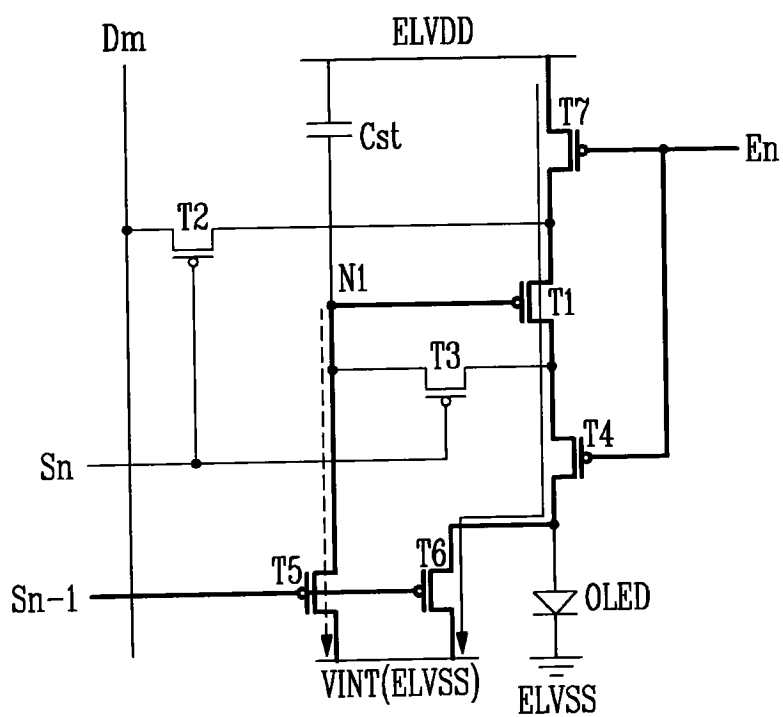 Dm
ELVDD
T7
Cst
En
T2
N1
T1
T3
T4
Sn
T5
T6
Sn-1
OLED
VINT(ELVSS)
ELVSS